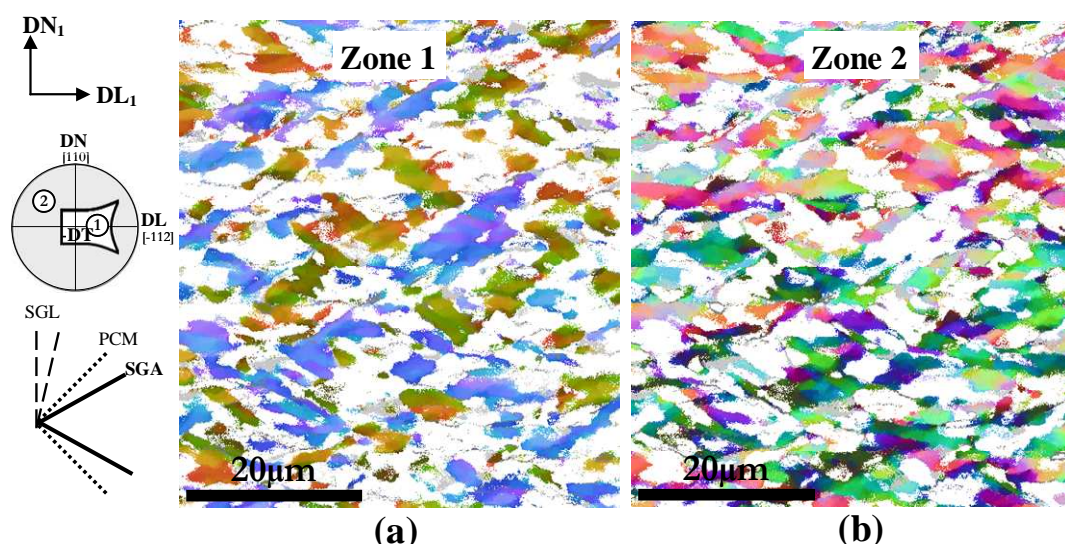 DN1
DL1
DN
[110]
2
1
-DT
DL
[-112]
SGL
PCM
SGA
Zone 1
20μm
(a)
Zone 2
20μm
(b)